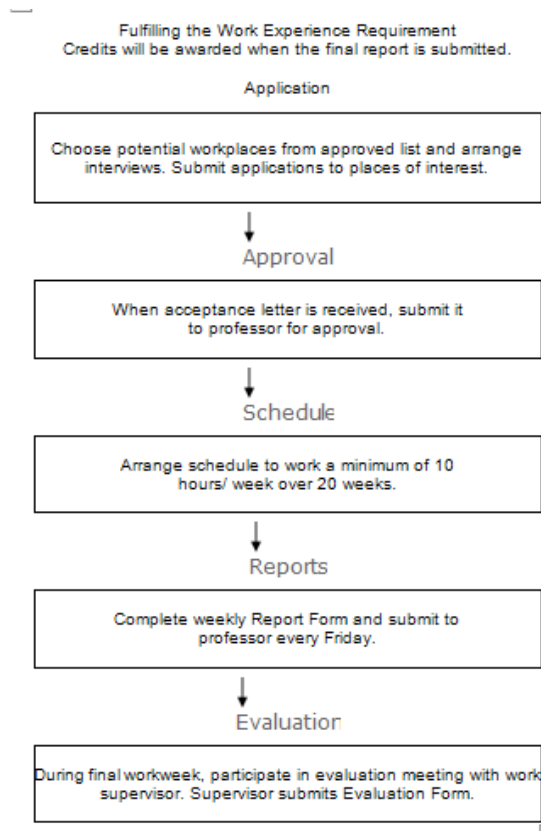 Fulfilling the Work Experience Requirement
Credits will be awarded when the final report is submitted.
Application
Choose potential workplaces from approved list and arrange
interviews. Submit applications to places of interest.
Approval
When acceptance letter is received, submit it
to professor for approval.
Schedule
Arrange schedule to work a minimum of 10
hours/ week over 20 weeks.
Reports
Complete weekly Report Form and submit to
professor every Friday.
Evaluation
During final workweek, participate in evaluation meeting with work
supervisor. Supervisor submits Evaluation Form.